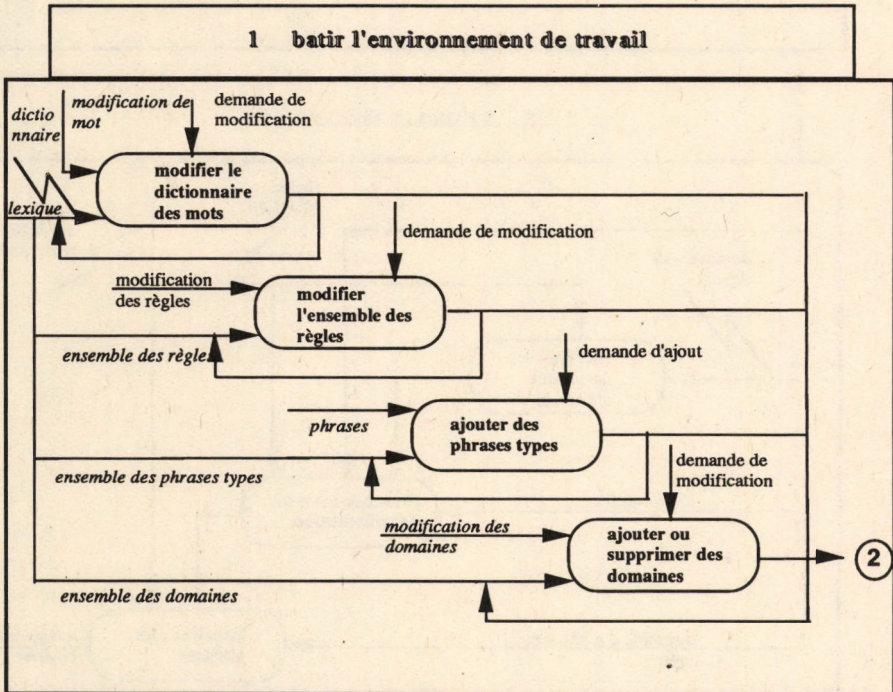 1 batir l'environnement de travail
dictio
nnaire
modification de
mot
demande de
modification
modifier le
dictionnaire
des mots
lexique
demande de modification
modification
des règles
modifier
l'ensemble des
règles
ensemble des règles
demande d'ajout
phrases
ajouter des
phrases types
ensemble des phrases types
demande de
modification
modification des
domaines
ajouter ou
supprimer des
domaines
2
ensemble des domaines